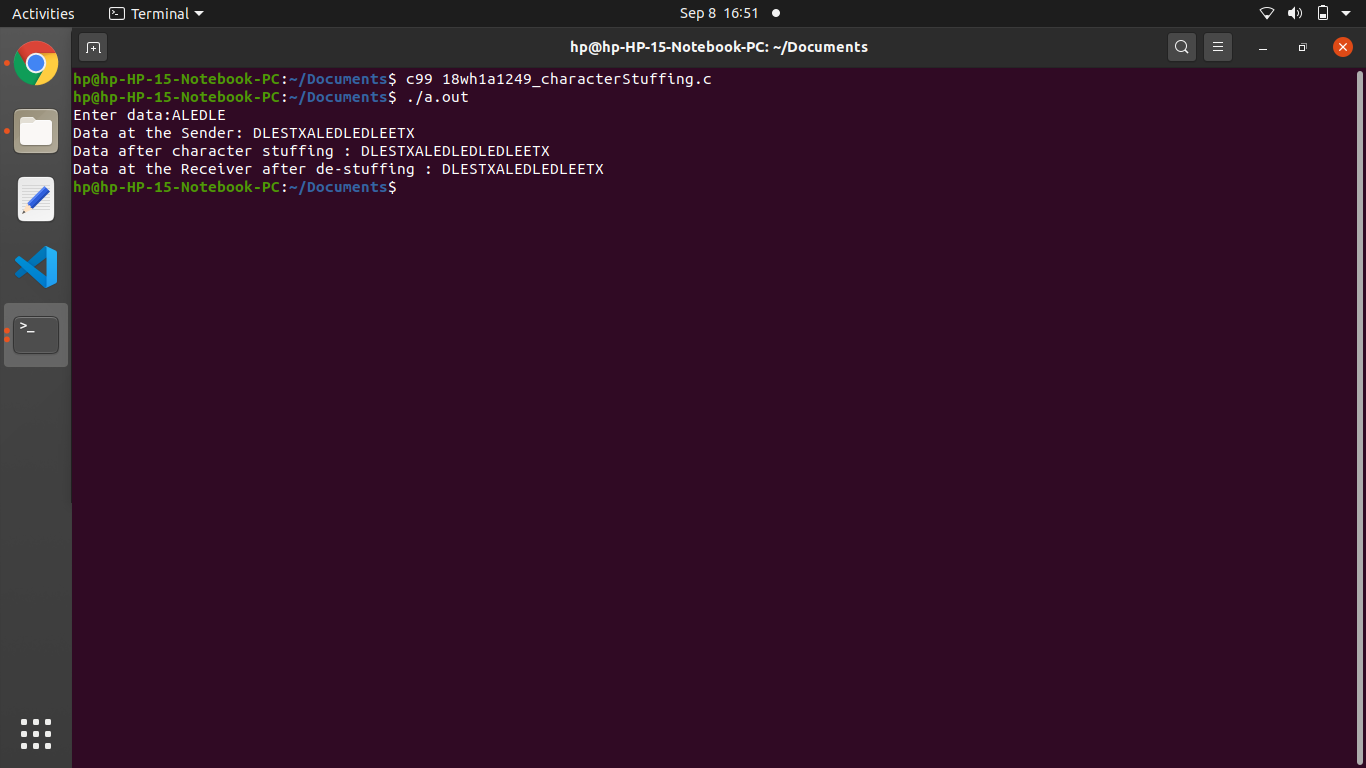 Activities Terminal Sep 8 16:51
hp@hp-HP-15-Notebook-PC: ~/Documents
hp@hp-HP-15-Notebook-PC:~/Documents$ c99 18wh1a1249_characterStuffing.c
hp@hp-HP-15-Notebook-PC:~/Documents$ ./a.out
Enter data:ALEDLE
Data at the Sender: DLESTXALEDLEDLEETX
Data after character stuffing : DLESTXALEDLEDLEDLEETX
Data at the Receiver after de-stuffing : DLESTXALEDLEDLEETX
hp@hp-HP-15-Notebook-PC:~/Documents$
>_